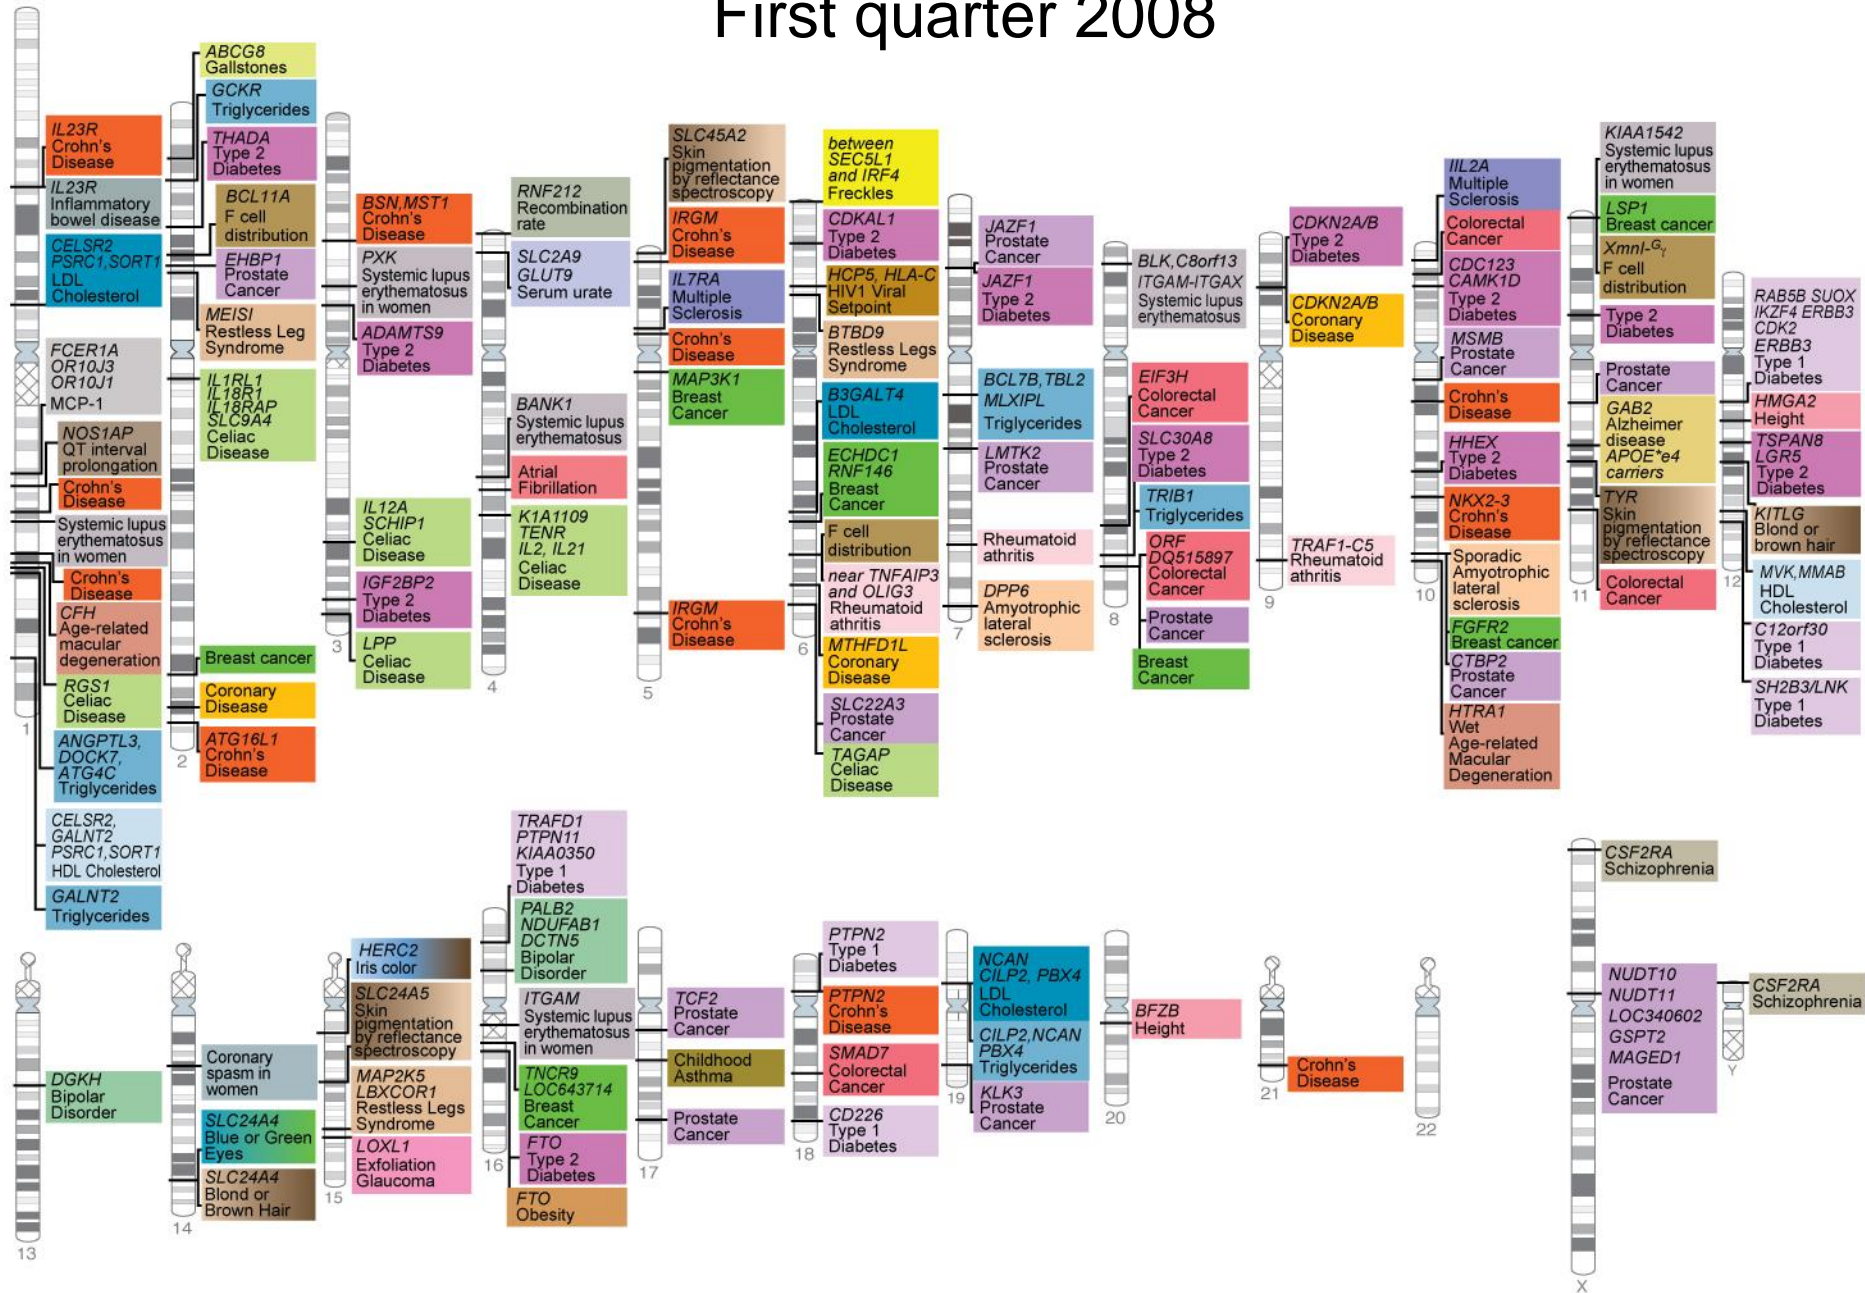 First quarter 2008
IL23R
Crohn's
Disease
IL23R
Inflammatory
bowel disease
CELSR2
PSRC1,SORT1
LDL
Cholesterol
FCER1A
OR10J3
OR10J1
MCP-1
NOS1AP
QT interval
prolongation
Crohn's
Disease
Systemic lupus
erythematosus
in women
Crohn's
Disease
CFH
Age-related
macular
degeneration
RGS1
Celiac
Disease
ANGPTL3,
DOCK7,
ATG4C
Triglycerides
CELSR2,
GALNT2
PSRC1,SORT1
HDL Cholesterol
GALNT2
Triglycerides
1
ABCG8
Gallstones
GCKR
Triglycerides
THADA
Type 2
Diabetes
BCL11A
F cell
distribution
EHBP1
Prostate
Cancer
MEISI
Restless Leg
Syndrome
IL1RL1
IL18R1
IL18RAP
SLC9A4
Celiac
Disease
Breast cancer
Coronary
Disease
ATG16L1
Crohn's
Disease
2
BSN,MST1
Crohn's
Disease
PXK
Systemic lupus
erythematosus
in women
ADAMTS9
Type 2
Diabetes
IL12A
SCHIP1
Celiac
Disease
IGF2BP2
Type 2
Diabetes
LPP
Celiac
Disease
3
RNF212
Recombination
rate
SLC2A9
GLUT9
Serum urate
BANK1
Systemic lupus
erythematosus
Atrial
Fibrillation
K1A1109
TENR
IL2, IL21
Celiac
Disease
4
SLC45A2
Skin
pigmentation
by reflectance
spectroscopy
IRGM
Crohn's
Disease
IL7RA
Multiple
Sclerosis
Crohn's
Disease
MAP3K1
Breast
Cancer
IRGM
Crohn's
Disease
5
between
SEC5L1
and IRF4
Freckles
CDKAL1
Type 2
Diabetes
HCP5, HLA-C
HIV1 Viral
Setpoint
BTBD9
Restless Legs
Syndrome
B3GALT4
LDL
Cholesterol
ECHDC1
RNF146
Breast
Cancer
F cell
distribution
near TNFAIP3
and OLIG3
Rheumatoid
athritis
MTHFD1L
Coronary
Disease
SLC22A3
Prostate
Cancer
TAGAP
Celiac
Disease
6
JAZF1
Prostate
Cancer
JAZF1
Type 2
Diabetes
BCL7B,TBL2
MLXIPL
Triglycerides
LMTK2
Prostate
Cancer
Rheumatoid
athritis
DPP6
Amyotrophic
lateral
sclerosis
7
BLK,C8orf13
ITGAM-ITGAX
Systemic lupus
erythematosus
EIF3H
Colorectal
Cancer
SLC30A8
Type 2
Diabetes
TRIB1
Triglycerides
ORF
DQ515897
Colorectal
Cancer
Prostate
Cancer
Breast
Cancer
8
CDKN2A/B
Type 2
Diabetes
CDKN2A/B
Coronary
Disease
TRAF1-C5
Rheumatoid
athritis
9
IIL2A
Multiple
Sclerosis
Colorectal
Cancer
CDC123
CAMK1D
Type 2
Diabetes
MSMB
Prostate
Cancer
Crohn's
Disease
HHEX
Type 2
Diabetes
NKX2-3
Crohn's
Disease
Sporadic
Amyotrophic
lateral
sclerosis
FGFR2
Breast cancer
CTBP2
Prostate
Cancer
HTRA1
Wet
Age-related
Macular
Degeneration
10
KIAA1542
Systemic lupus
erythematosus
in women
LSP1
Breast cancer
XmnI-Gγ
F cell
distribution
Type 2
Diabetes
Prostate
Cancer
GAB2
Alzheimer
disease
APOE*e4
carriers
TYR
Skin
pigmentation
by reflectance
spectroscopy
Colorectal
Cancer
11
RAB5B SUOX
IKZF4 ERBB3
CDK2
ERBB3
Type 1
Diabetes
HMGA2
Height
TSPAN8
LGR5
Type 2
Diabetes
KITLG
Blond or
brown hair
MVK,MMAB
HDL
Cholesterol
C12orf30
Type 1
Diabetes
SH2B3/LNK
Type 1
Diabetes
12
DGKH
Bipolar
Disorder
13
Coronary
spasm in
women
SLC24A4
Blue or Green
Eyes
SLC24A4
Blond or
Brown Hair
14
HERC2
Iris color
SLC24A5
Skin
pigmentation
by reflectance
spectroscopy
MAP2K5
LBXCOR1
Restless Legs
Syndrome
LOXL1
Exfoliation
Glaucoma
15
TRAFD1
PTPN11
KIAA0350
Type 1
Diabetes
PALB2
NDUFAB1
DCTN5
Bipolar
Disorder
ITGAM
Systemic lupus
erythematosus
in women
TNCR9
LOC643714
Breast
Cancer
FTO
Type 2
Diabetes
FTO
Obesity
16
TCF2
Prostate
Cancer
Childhood
Asthma
Prostate
Cancer
17
PTPN2
Type 1
Diabetes
PTPN2
Crohn's
Disease
SMAD7
Colorectal
Cancer
CD226
Type 1
Diabetes
18
NCAN
CILP2, PBX4
LDL
Cholesterol
CILP2,NCAN
PBX4
Triglycerides
KLK3
Prostate
Cancer
19
BFZB
Height
20
Crohn's
Disease
21
22
CSF2RA
Schizophrenia
NUDT10
NUDT11
LOC340602
GSPT2
MAGED1
Prostate
Cancer
X
CSF2RA
Schizophrenia
Y